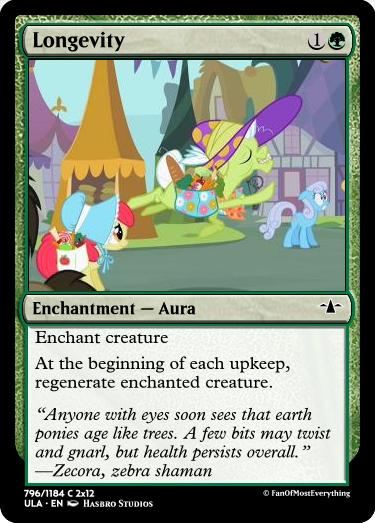 Longevity 1
Enchantment — Aura
Enchant creature
At the beginning of each upkeep,
regenerate enchanted creature.
“Anyone with eyes soon sees that earth
ponies age like trees. A few bits may twist
and gnarl, but health persists overall.”
—Zecora, zebra shaman
796/1184 C 2x12
ULA • EN Hasbro Studios
© FanOfMostEverything